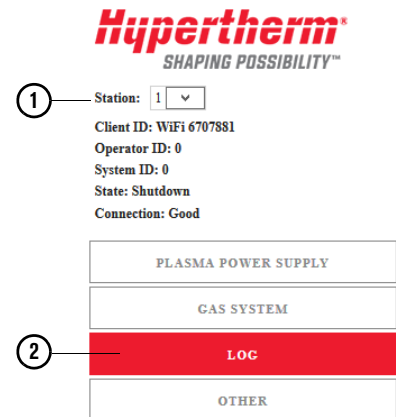 Hypertherm®
SHAPING POSSIBILITY™
1
Station: 1
Client ID: WiFi 6707881
Operator ID: 0
System ID: 0
State: Shutdown
Connection: Good
PLASMA POWER SUPPLY
GAS SYSTEM
2
LOG
OTHER